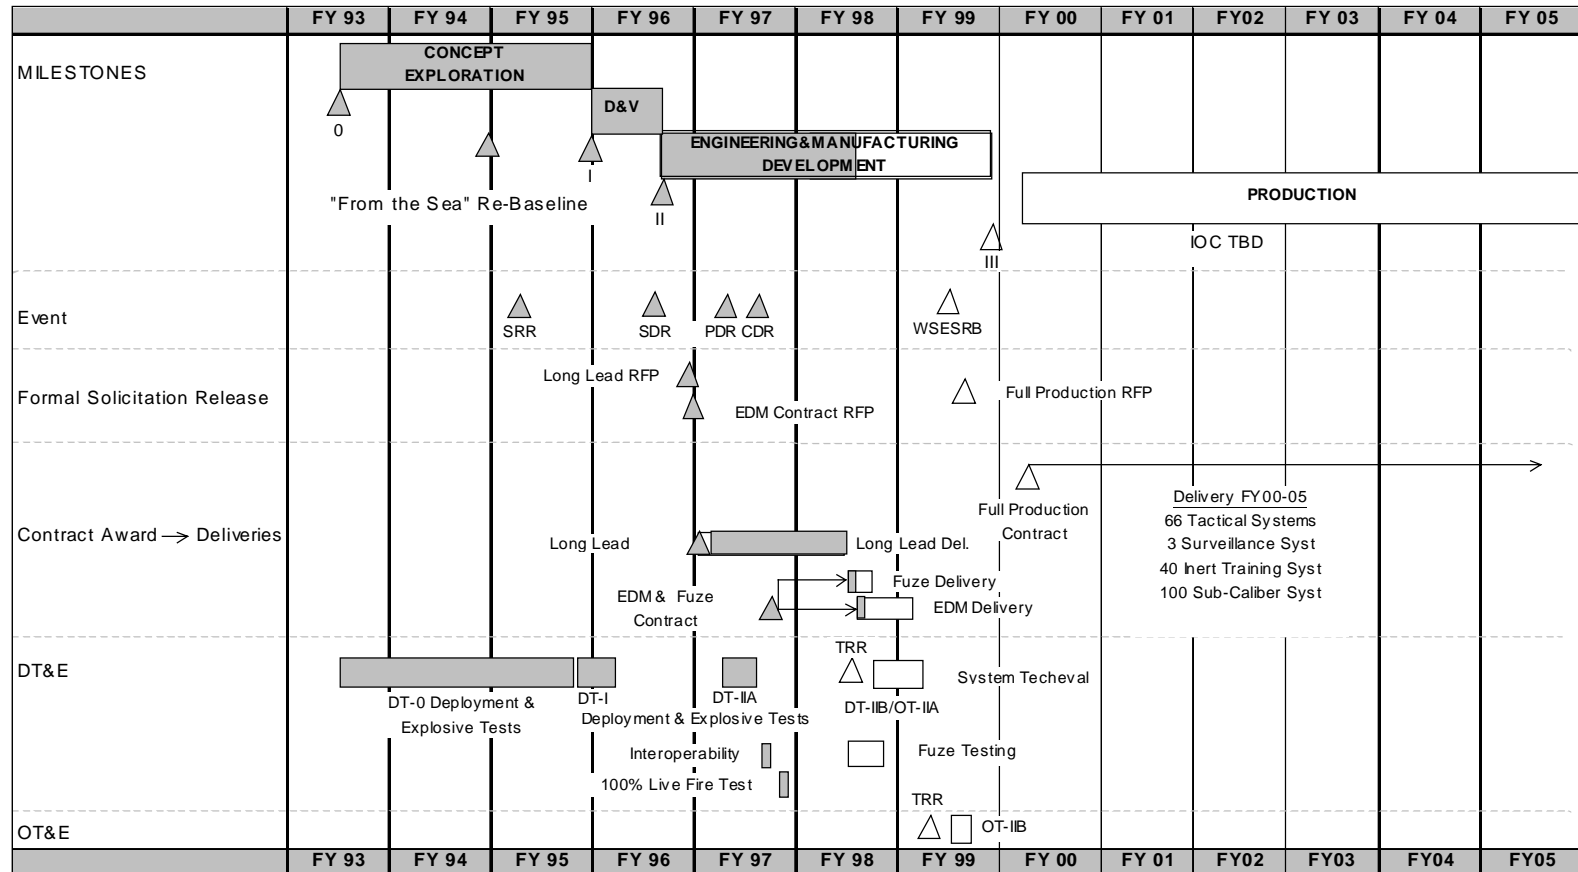 FY 93 FY 94 FY 95 FY 96 FY 97 FY 98 FY 99 FY 00 FY 01 FY02 FY 03 FY 04 FY 05
MILESTONES
CONCEPT
EXPLORATION
0
D&V
I
ENGINEERING&MANUFACTURING
DEVELOPMENT
"From the Sea" Re-Baseline
II
PRODUCTION
III
IOC TBD
Event
SRR
SDR
PDR CDR
WSESRB
Formal Solicitation Release
Long Lead RFP
EDM Contract RFP
Full Production RFP
Contract Award → Deliveries
Full Production
Contract
Delivery FY00-05
66 Tactical Systems
3 Surveillance Syst
40 Inert Training Syst
100 Sub-Caliber Syst
Long Lead
Long Lead Del.
EDM & Fuze
Contract
Fuze Delivery
EDM Delivery
DT&E
DT-0 Deployment &
Explosive Tests
DT-I
DT-IIA
Deployment & Explosive Tests
TRR
System Techeval
DT-IIB/OT-IIA
Interoperability
Fuze Testing
100% Live Fire Test
OT&E
TRR
OT-IIB
FY 93 FY 94 FY 95 FY 96 FY 97 FY 98 FY 99 FY 00 FY 01 FY02 FY03 FY04 FY05